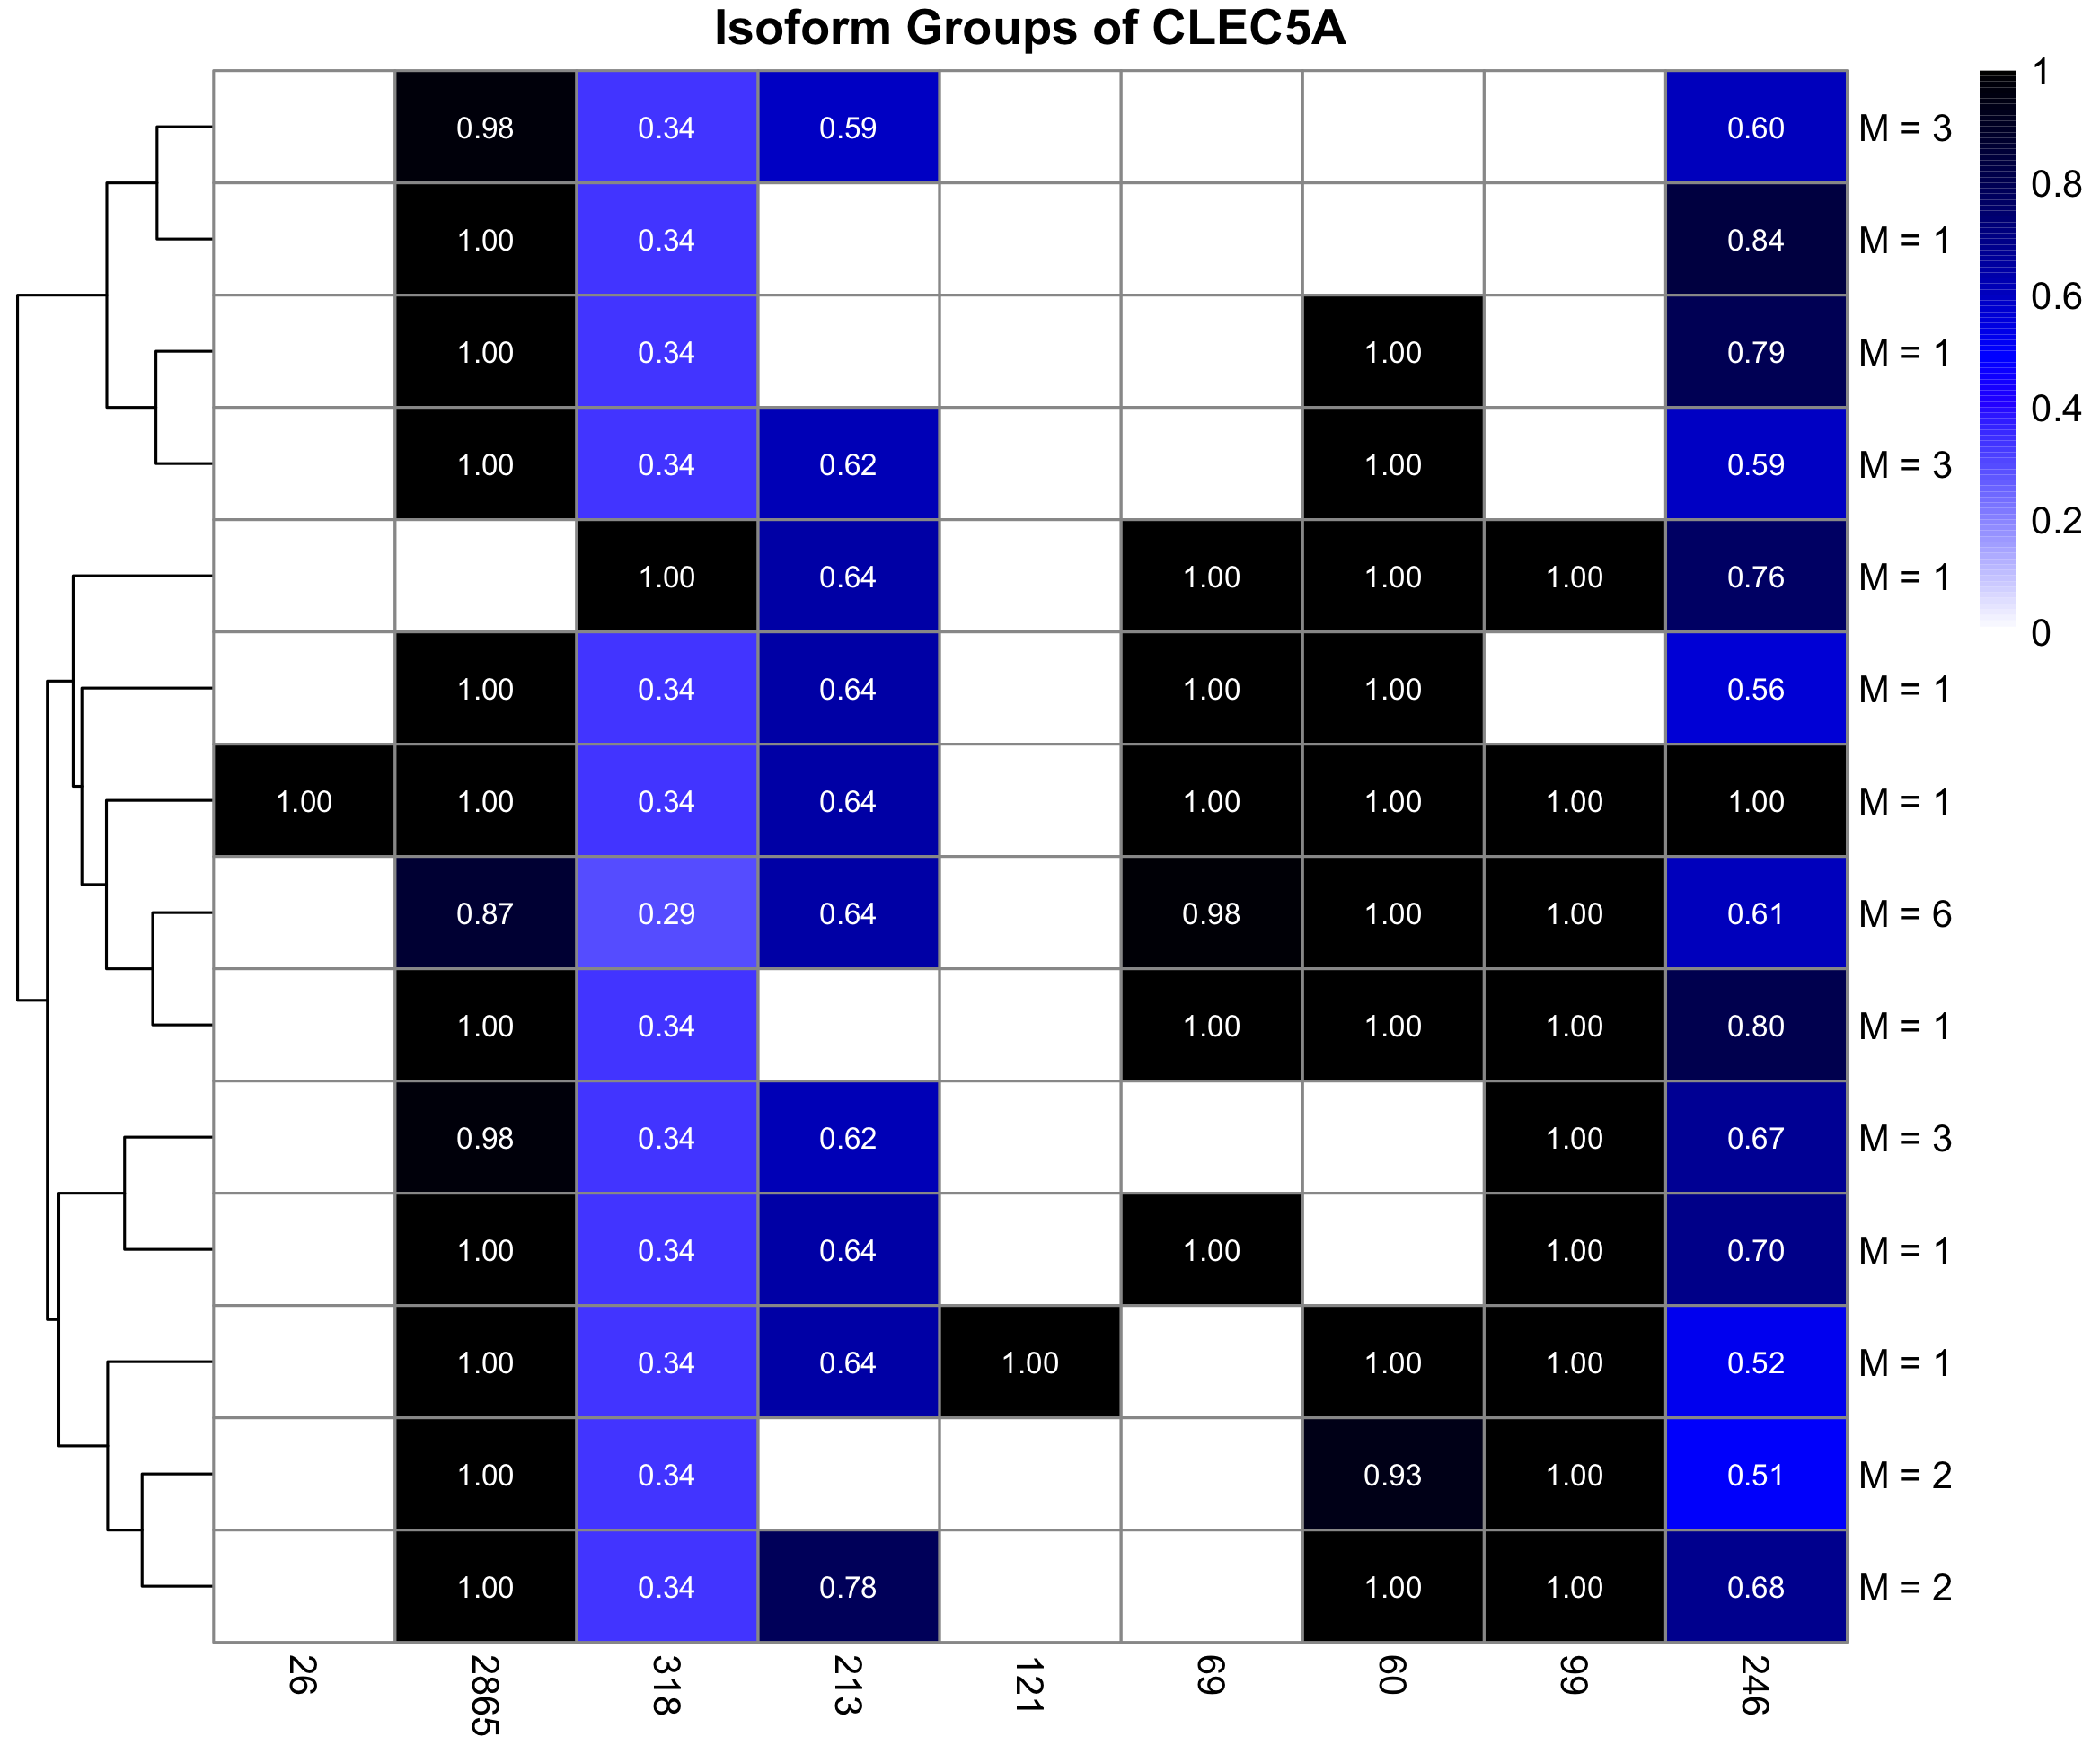 Isoform Groups of CLEC5A
0.98 0.34 0.59 0.60 M = 3
1.00 0.34 0.84 M = 1
1.00 0.34 1.00 0.79 M = 1
1.00 0.34 0.62 1.00 0.59 M = 3
1.00 0.64 1.00 1.00 1.00 0.76 M = 1
1.00 0.34 0.64 1.00 1.00 0.56 M = 1
1.00 1.00 0.34 0.64 1.00 1.00 1.00 1.00 M = 1
0.87 0.29 0.64 0.98 1.00 1.00 0.61 M = 6
1.00 0.34 1.00 1.00 1.00 0.80 M = 1
0.98 0.34 0.62 1.00 0.67 M = 3
1.00 0.34 0.64 1.00 1.00 0.70 M = 1
1.00 0.34 0.64 1.00 1.00 1.00 0.52 M = 1
1.00 0.34 0.93 1.00 0.51 M = 2
1.00 0.34 0.78 1.00 1.00 0.68 M = 2
26 2865 318 213 121 69 60 99 246
1
0.8
0.6
0.4
0.2
0